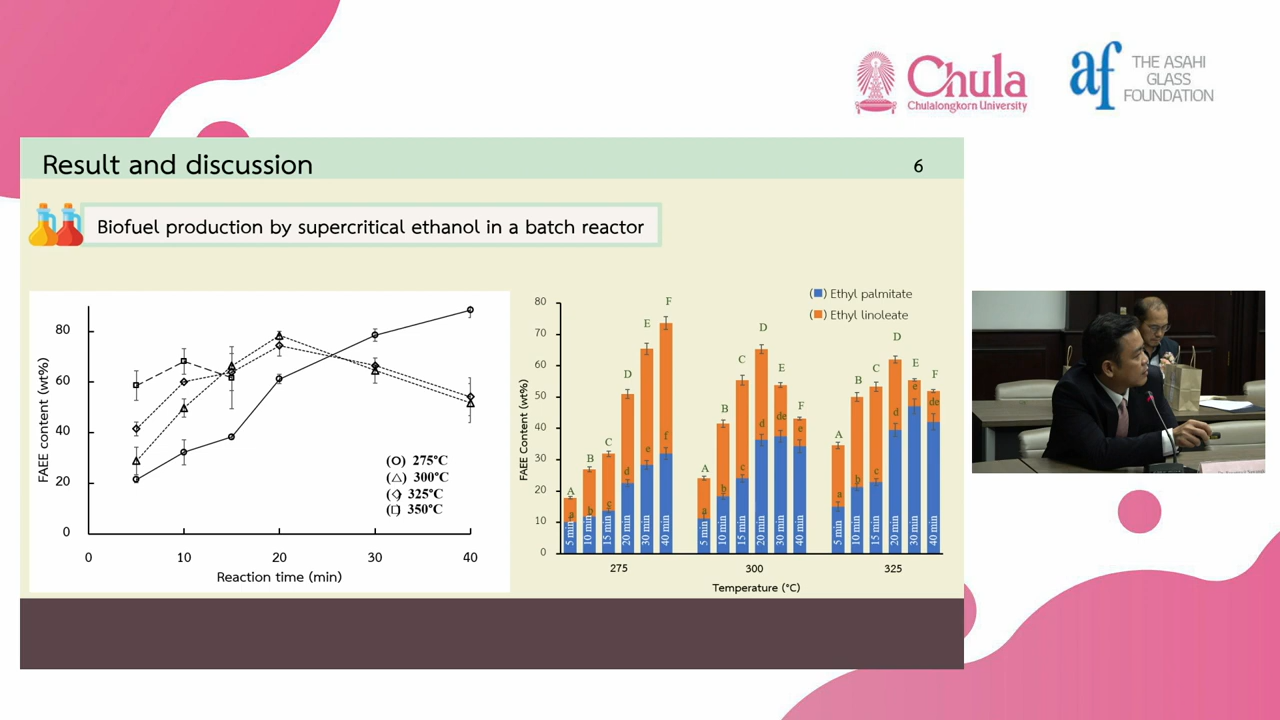 Chula
Chulalongkorn University
af
THE ASAHI
GLASS
FOUNDATION
Result and discussion
6
Biofuel production by supercritical ethanol in a batch reactor
FAEE content (wt%)
80
60
40
20
0
0 10 20 30 40
Reaction time (min)
(O) 275°C
(△) 300°C
(◇) 325°C
(□) 350°C
(■) Ethyl palmitate
(■) Ethyl linoleate
FAEE Content (wt%)
80
70
60
50
40
30
20
10
0
A B C D E F
a b c d e f
5 min 10 min 15 min 20 min 30 min 40 min
A B C D E F
a b c d de e
5 min 10 min 15 min 20 min 30 min 40 min
A B C D E F
a b c d e de
5 min 10 min 15 min 20 min 30 min 40 min
275 300 325
Temperature (°C)